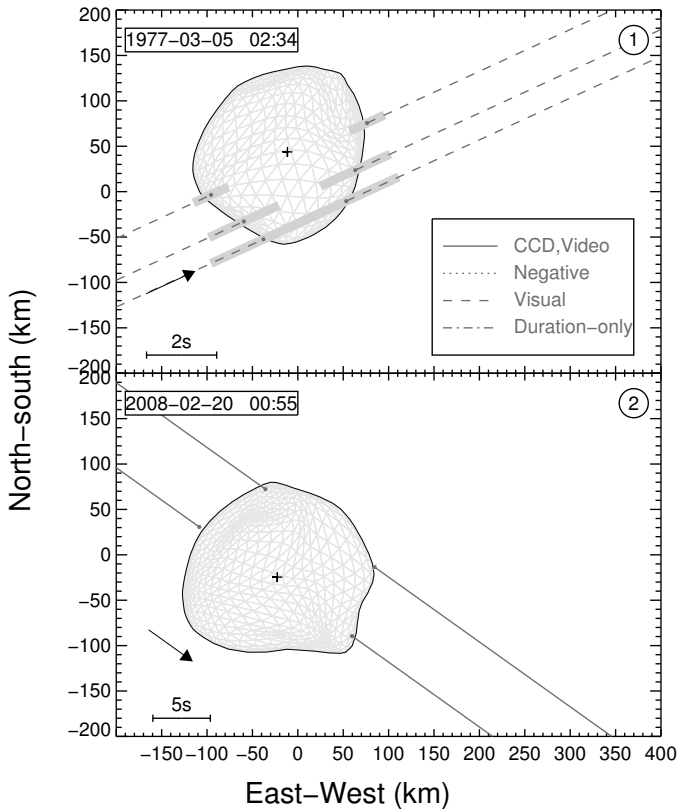 North−south (km)
200
150
100
50
0
−50
−100
−150
−200
1977−03−05 02:34
1
CCD,Video
Negative
Visual
Duration−only
2s
200
150
100
50
0
−50
−100
−150
−200
2008−02−20 00:55
2
5s
−150 −100 −50 0 50 100 150 200 250 300 350 400
East−West (km)